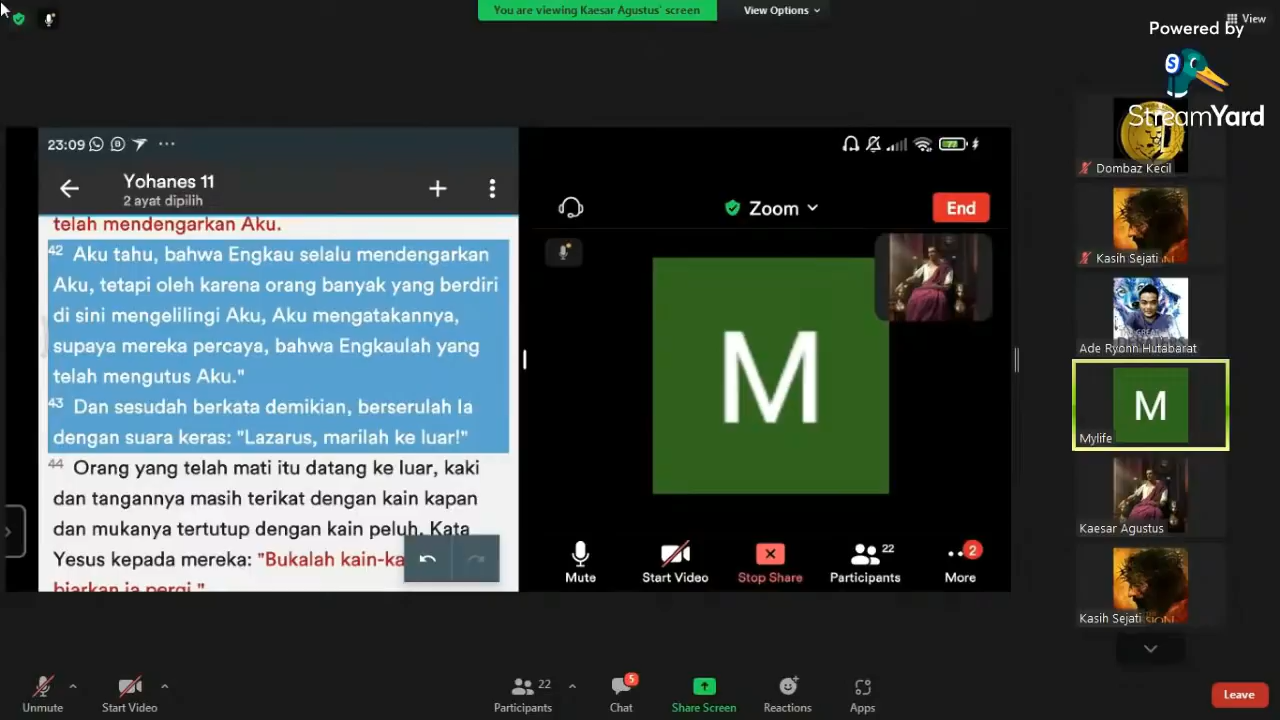 You are viewing Kaesar Agustus' screen
View Options
View
Powered by
StreamYard
23:09
Yohanes 11
2 ayat dipilih
telah mendengarkan Aku.
42 Aku tahu, bahwa Engkau selalu mendengarkan
Aku, tetapi oleh karena orang banyak yang berdiri
di sini mengelilingi Aku, Aku mengatakannya,
supaya mereka percaya, bahwa Engkaulah yang
telah mengutus Aku."
43 Dan sesudah berkata demikian, berserulah Ia
dengan suara keras: "Lazarus, marilah ke luar!"
44 Orang yang telah mati itu datang ke luar, kaki
dan tangannya masih terikat dengan kain kapan
dan mukanya tertutup dengan kain peluh. Kata
Yesus kepada mereka: "Bukalah kain-ka
biarkan ia pergi."
77
Zoom
End
M
Mute
Start Video
Stop Share
22
Participants
2
More
Dombaz Kecil
Kasih Sejati
Ade Ryonn Hutabarat
M
Mylife
Kaesar Agustus
Kasih Sejati
Unmute
Start Video
22
Participants
5
Chat
Share Screen
Reactions
Apps
Leave